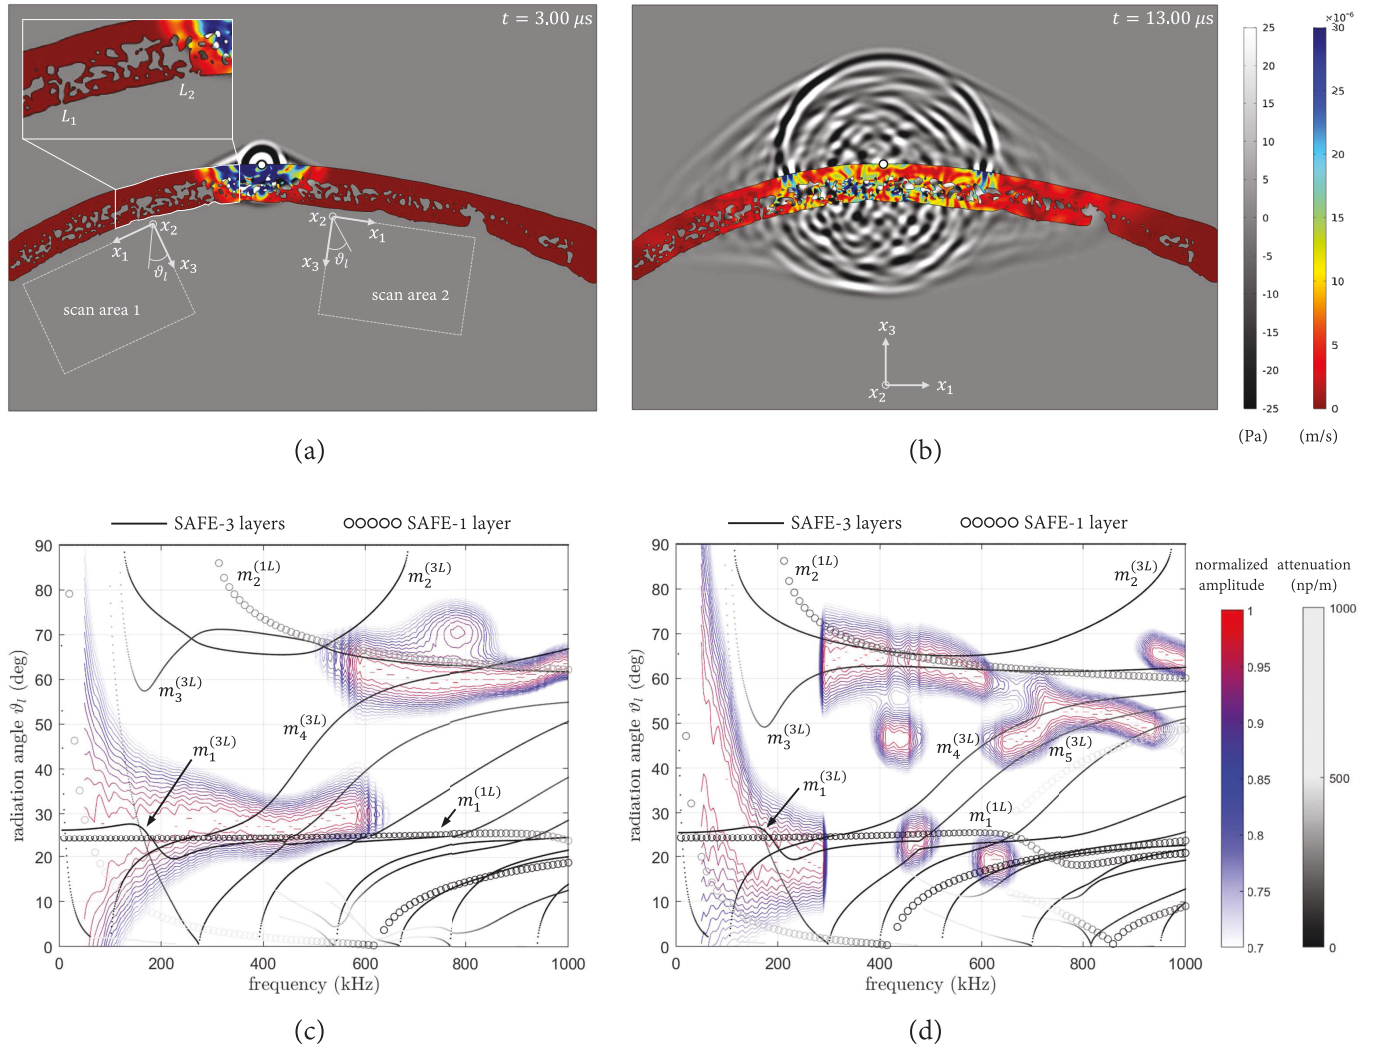 t = 3.00 μs
L₁
L₂
x₂
x₁
x₃
ϑₗ
scan area 1
x₂
x₁
x₃
ϑₗ
scan area 2
(a)
t = 13.00 μs
x₃
x₂
x₁
(b)
25
20
15
10
5
0
-5
-10
-15
-20
-25
(Pa)
×10⁻⁶
30
25
20
15
10
5
0
(m/s)
SAFE-3 layers
SAFE-1 layer
90
80
70
60
50
40
30
20
10
0
radiation angle ϑₗ (deg)
m₂⁽¹ᴸ⁾
m₂⁽³ᴸ⁾
m₃⁽³ᴸ⁾
m₄⁽³ᴸ⁾
m₁⁽³ᴸ⁾
m₁⁽¹ᴸ⁾
0 200 400 600 800 1000
frequency (kHz)
(c)
SAFE-3 layers
SAFE-1 layer
90
80
70
60
50
40
30
20
10
0
radiation angle ϑₗ (deg)
m₂⁽¹ᴸ⁾
m₂⁽³ᴸ⁾
m₃⁽³ᴸ⁾
m₄⁽³ᴸ⁾
m₅⁽³ᴸ⁾
m₁⁽³ᴸ⁾
m₁⁽¹ᴸ⁾
0 200 400 600 800 1000
frequency (kHz)
(d)
normalized
amplitude
1
0.95
0.9
0.85
0.8
0.75
0.7
attenuation
(np/m)
1000
500
0